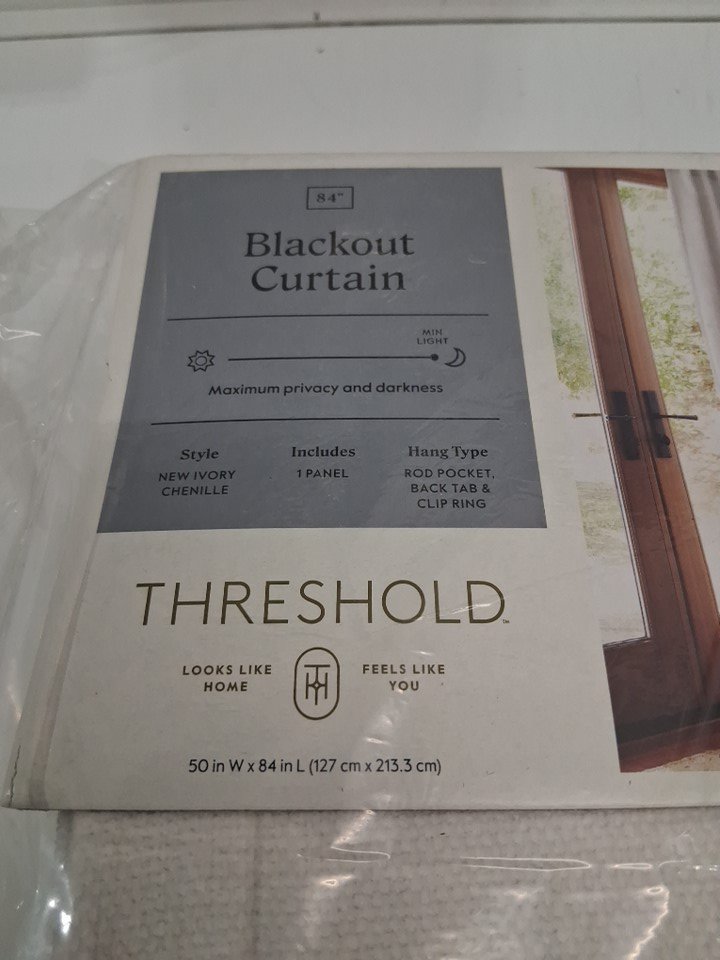 84"
Blackout
Curtain
MIN
LIGHT
Maximum privacy and darkness
Style
NEW IVORY
CHENILLE
Includes
1 PANEL
Hang Type
ROD POCKET,
BACK TAB &
CLIP RING
THRESHOLD™
LOOKS LIKE
HOME
TH
FEELS LIKE
YOU
50 in W x 84 in L (127 cm x 213.3 cm)